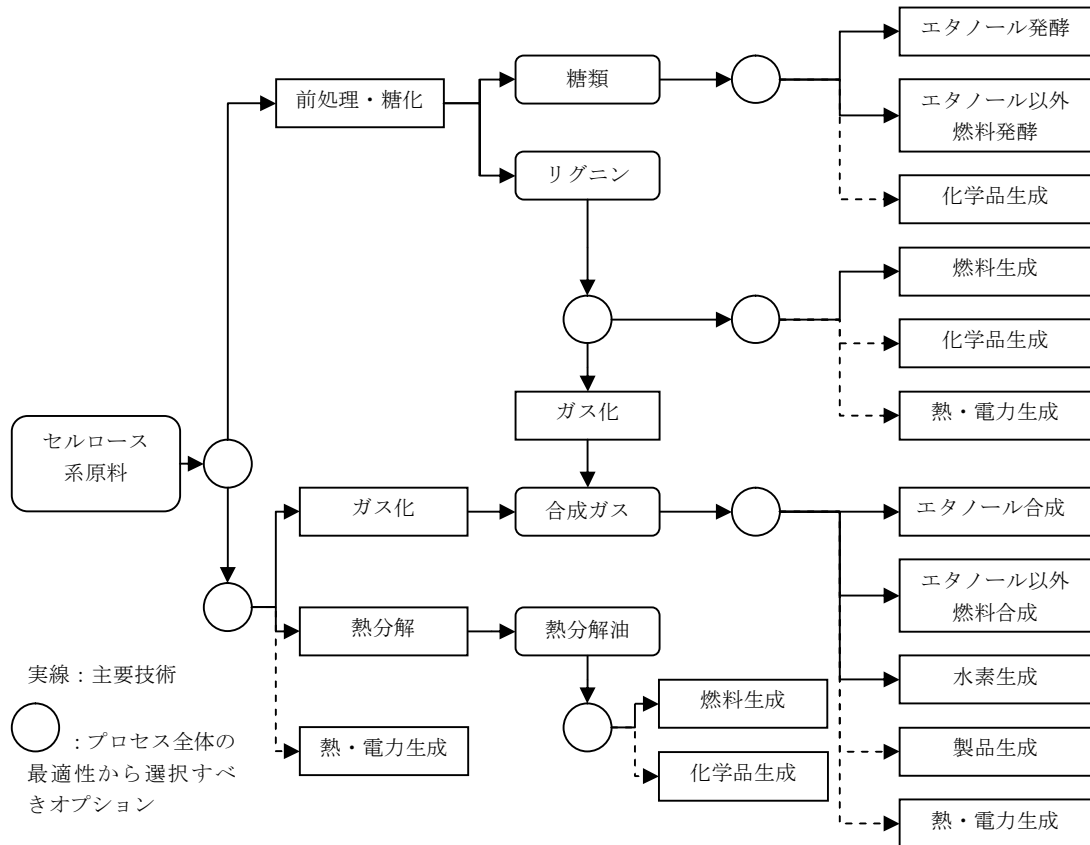 エタノール発酵
前処理・糖化
糖類
エタノール以外
燃料発酵
リグニン
化学品生成
燃料生成
化学品生成
ガス化
熱・電力生成
セルロース
系原料
ガス化
合成ガス
エタノール合成
エタノール以外
燃料合成
熱分解
熱分解油
水素生成
実線：主要技術
燃料生成
：プロセス全体の
最適性から選択すべ
きオプション
熱・電力生成
化学品生成
製品生成
熱・電力生成